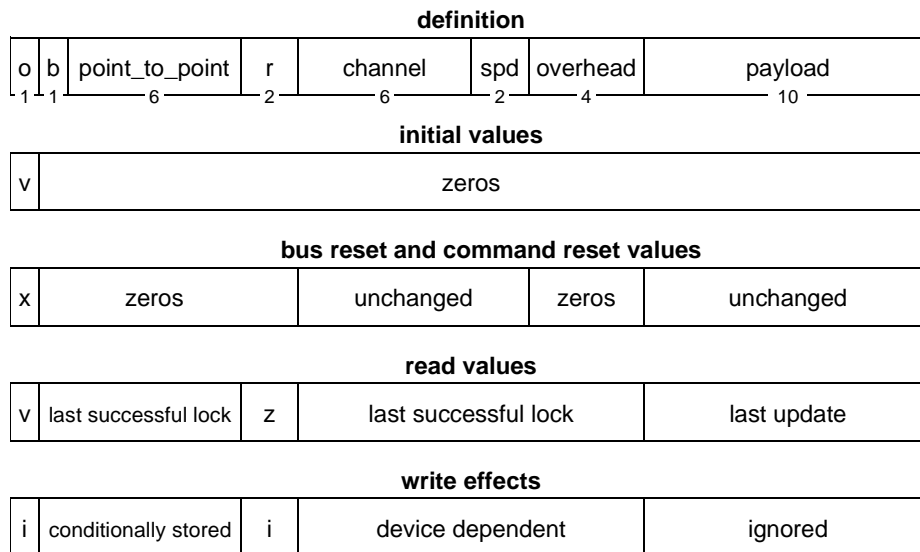 definition
o b point_to_point r channel spd overhead payload
1 1 6 2 6 2 4 10
initial values
v zeros
bus reset and command reset values
x zeros unchanged zeros unchanged
read values
v last successful lock z last successful lock last update
write effects
i conditionally stored i device dependent ignored